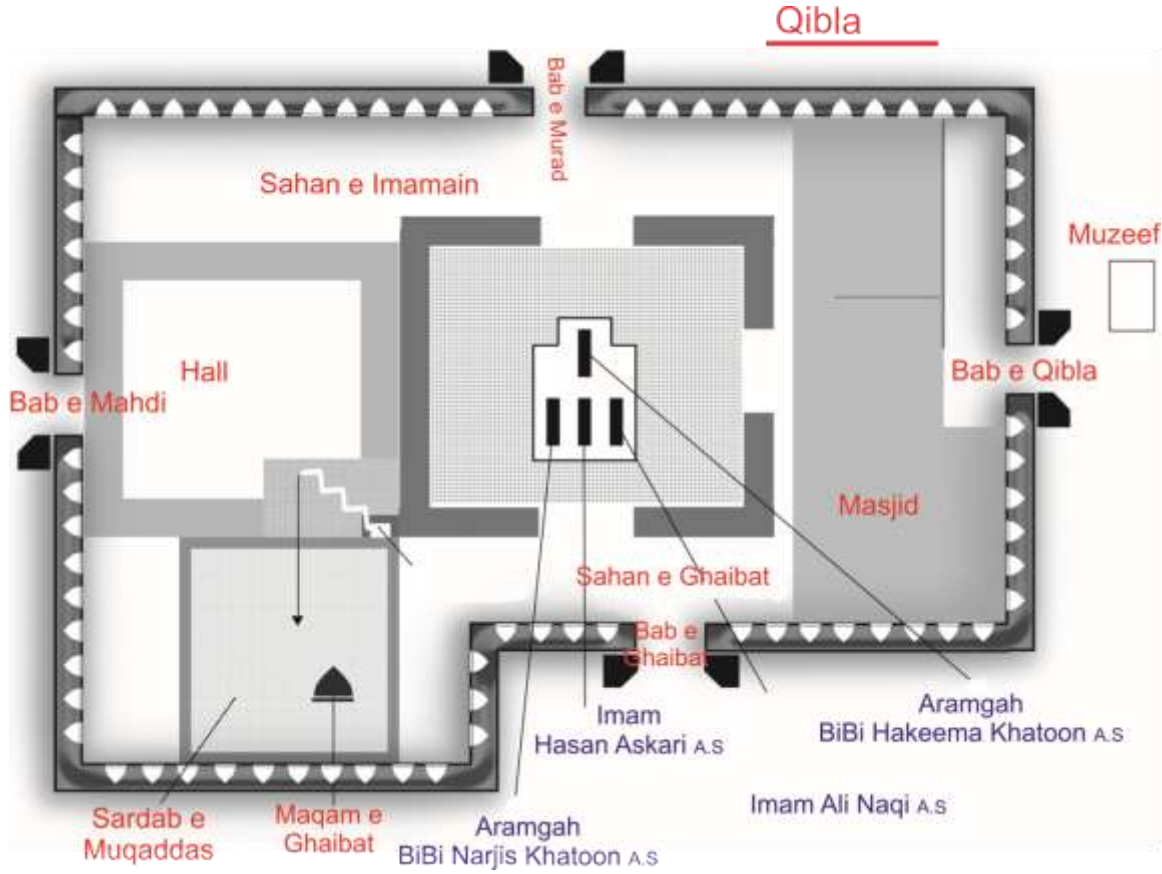 Qibla
Bab e Murad
Sahan e Imamain
Muzeef
Hall
Bab e Mahdi
Bab e Qibla
Masjid
Sahan e Ghaibat
Bab e
Ghaibat
Imam
Hasan Askari A.S
Aramgah
BiBi Hakeema Khatoon A.S
Imam Ali Naqi A.S
Sardab e
Muqaddas
Maqam e
Ghaibat
Aramgah
BiBi Narjis Khatoon A.S